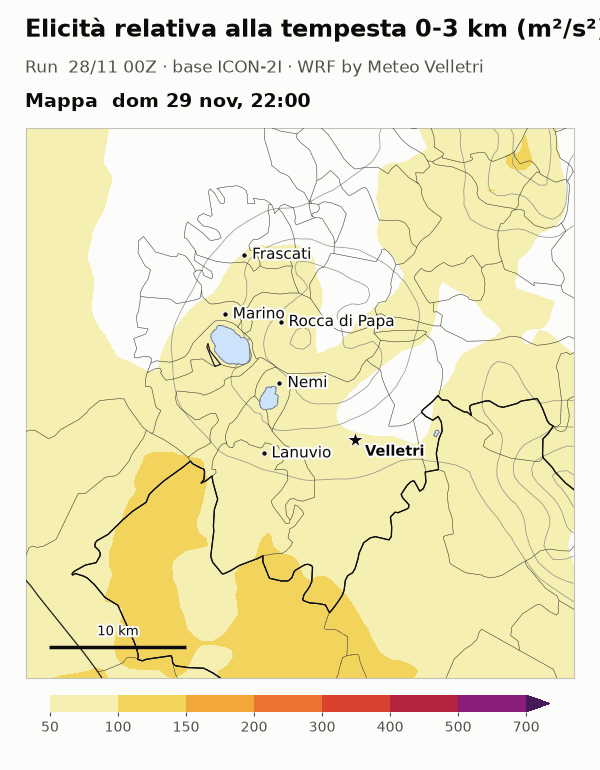 Elicità relativa alla tempesta 0-3 km (m²/s²)
Run  28/11 00Z · base ICON-2I · WRF by Meteo Velletri
Mappa  dom 29 nov, 22:00
Frascati
Marino
Rocca di Papa
Nemi
Velletri
Lanuvio
10 km
50 100 150 200 300 400 500 700